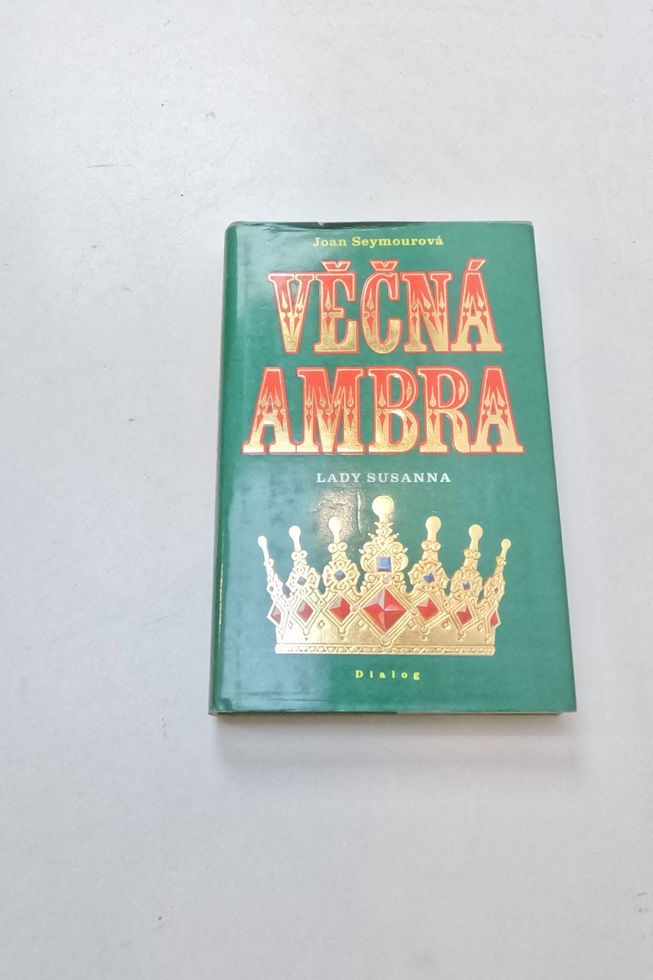 Joan Seymourová
VĚČNÁ
AMBRA
LADY SUSANNA
Dialog